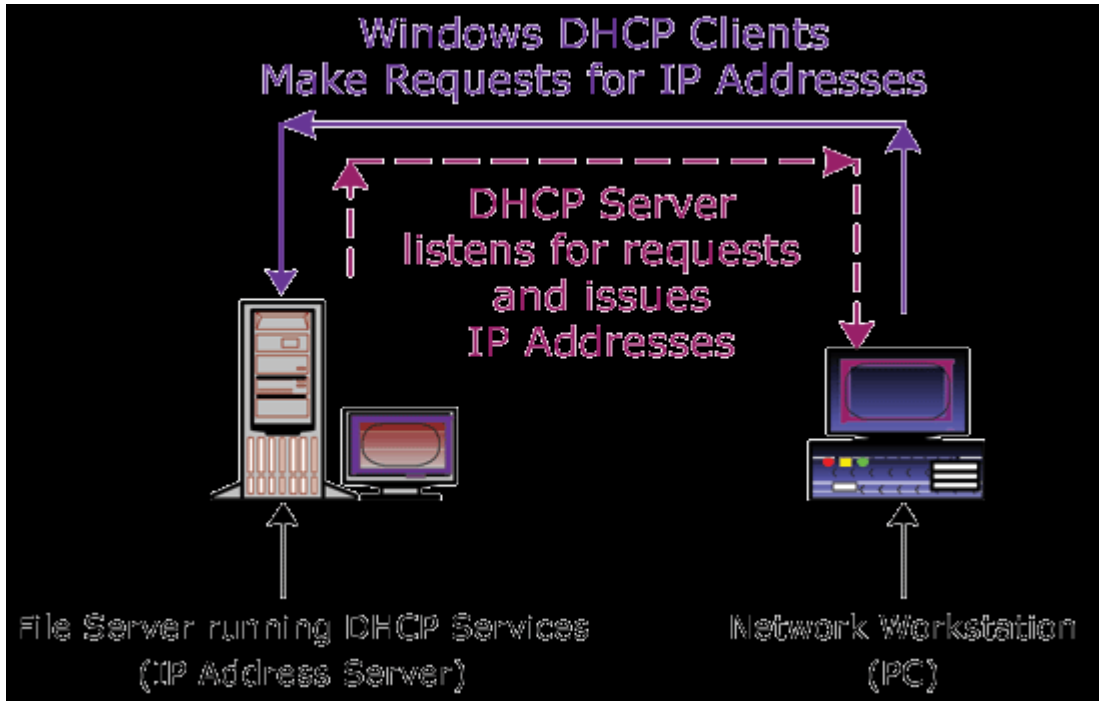 Windows DHCP Clients
Make Requests for IP Addresses
DHCP Server
listens for requests
and issues
IP Addresses
File Server running DHCP Services
(IP Address Server)
Network Workstation
(PC)